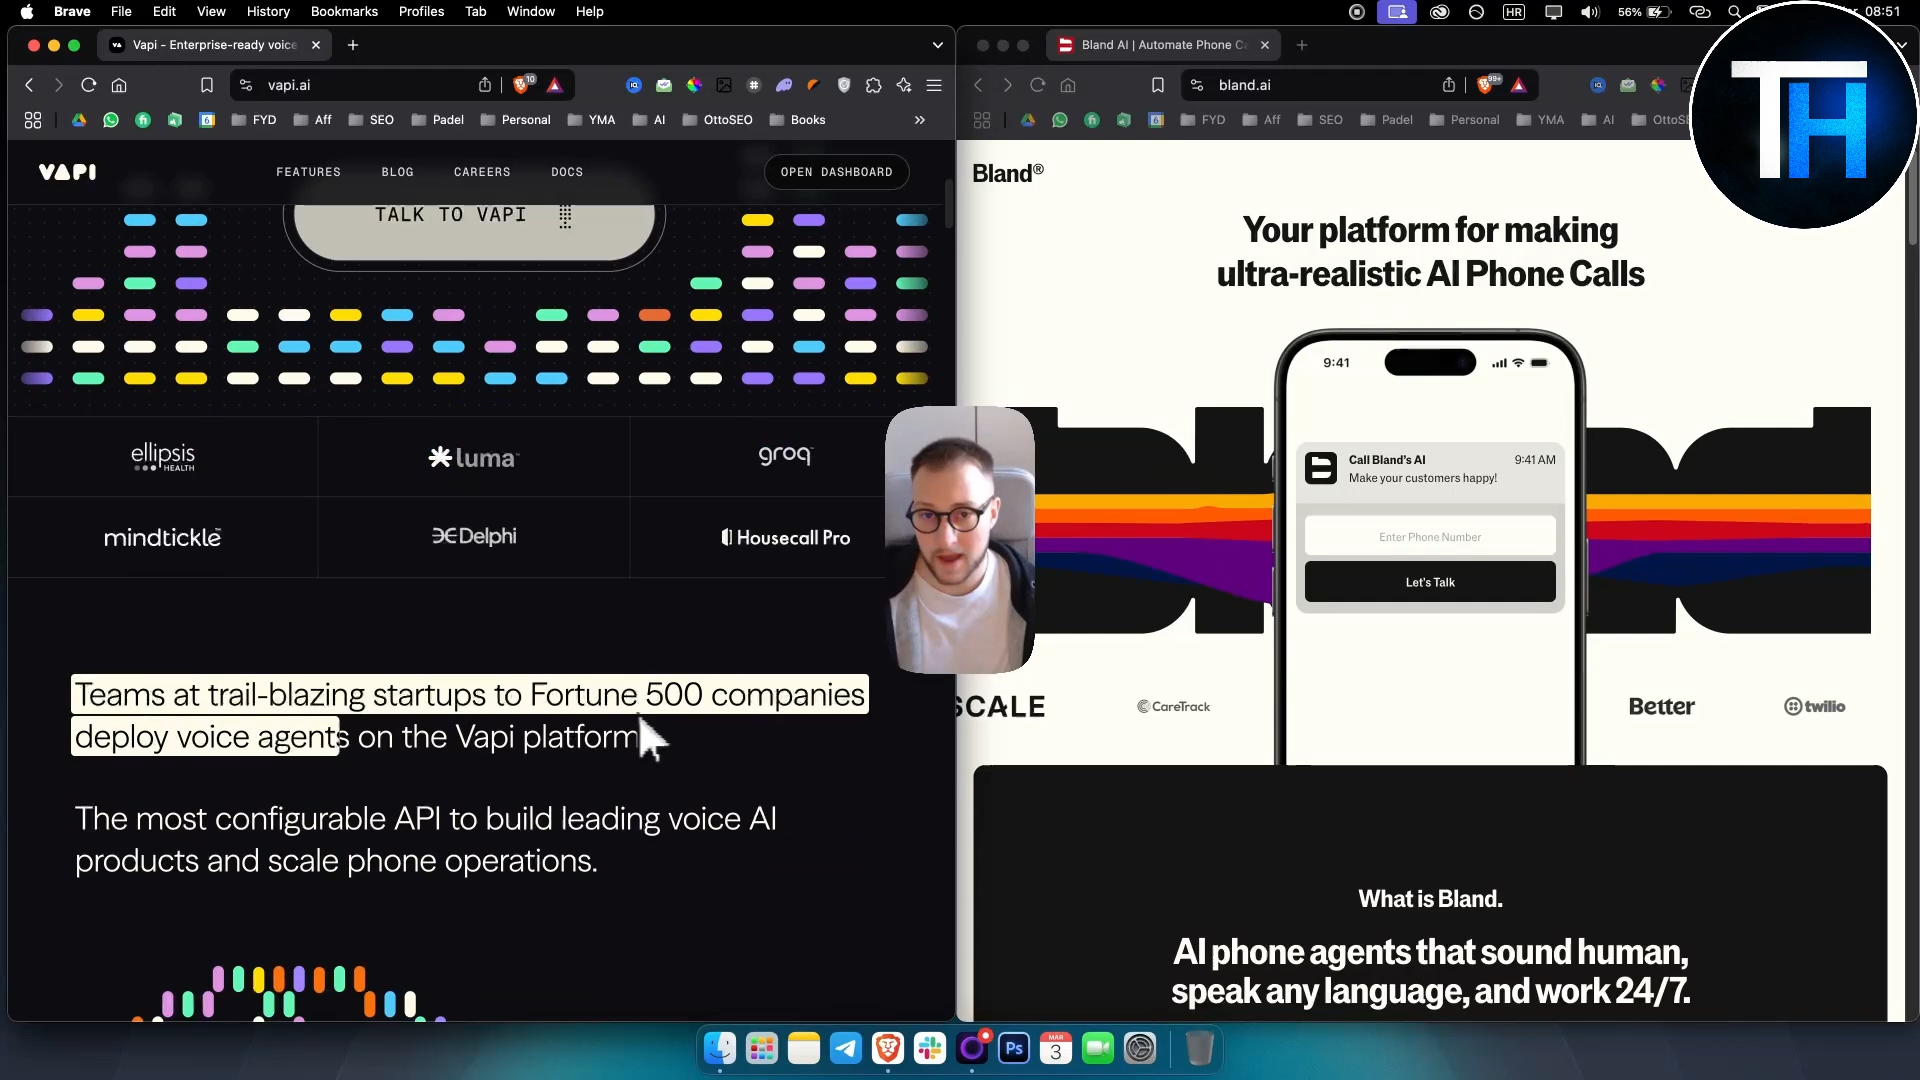 Brave File Edit View History Bookmarks Profiles Tab Window Help
HR 56% 08:51
Vapi - Enterprise-ready voice
vapi.ai
10
FYD Aff SEO Padel Personal YMA AI OttoSEO Books
VAPI
FEATURES BLOG CAREERS DOCS
OPEN DASHBOARD
TALK TO VAPI
ellipsis HEALTH
luma
groq
mindtickle
Delphi
Housecall Pro
Teams at trail-blazing startups to Fortune 500 companies
deploy voice agents on the Vapi platform
The most configurable API to build leading voice AI
products and scale phone operations.
Bland AI | Automate Phone
bland.ai
99+
FYD Aff SEO Padel Personal YMA AI
TH
Bland®
Your platform for making
ultra-realistic AI Phone Calls
9:41
Call Bland's AI 9:41 AM
Make your customers happy!
Enter Phone Number
Let's Talk
SCALE
CareTrack
Better
twilio
What is Bland.
AI phone agents that sound human,
speak any language, and work 24/7.
Ps
MAR
3